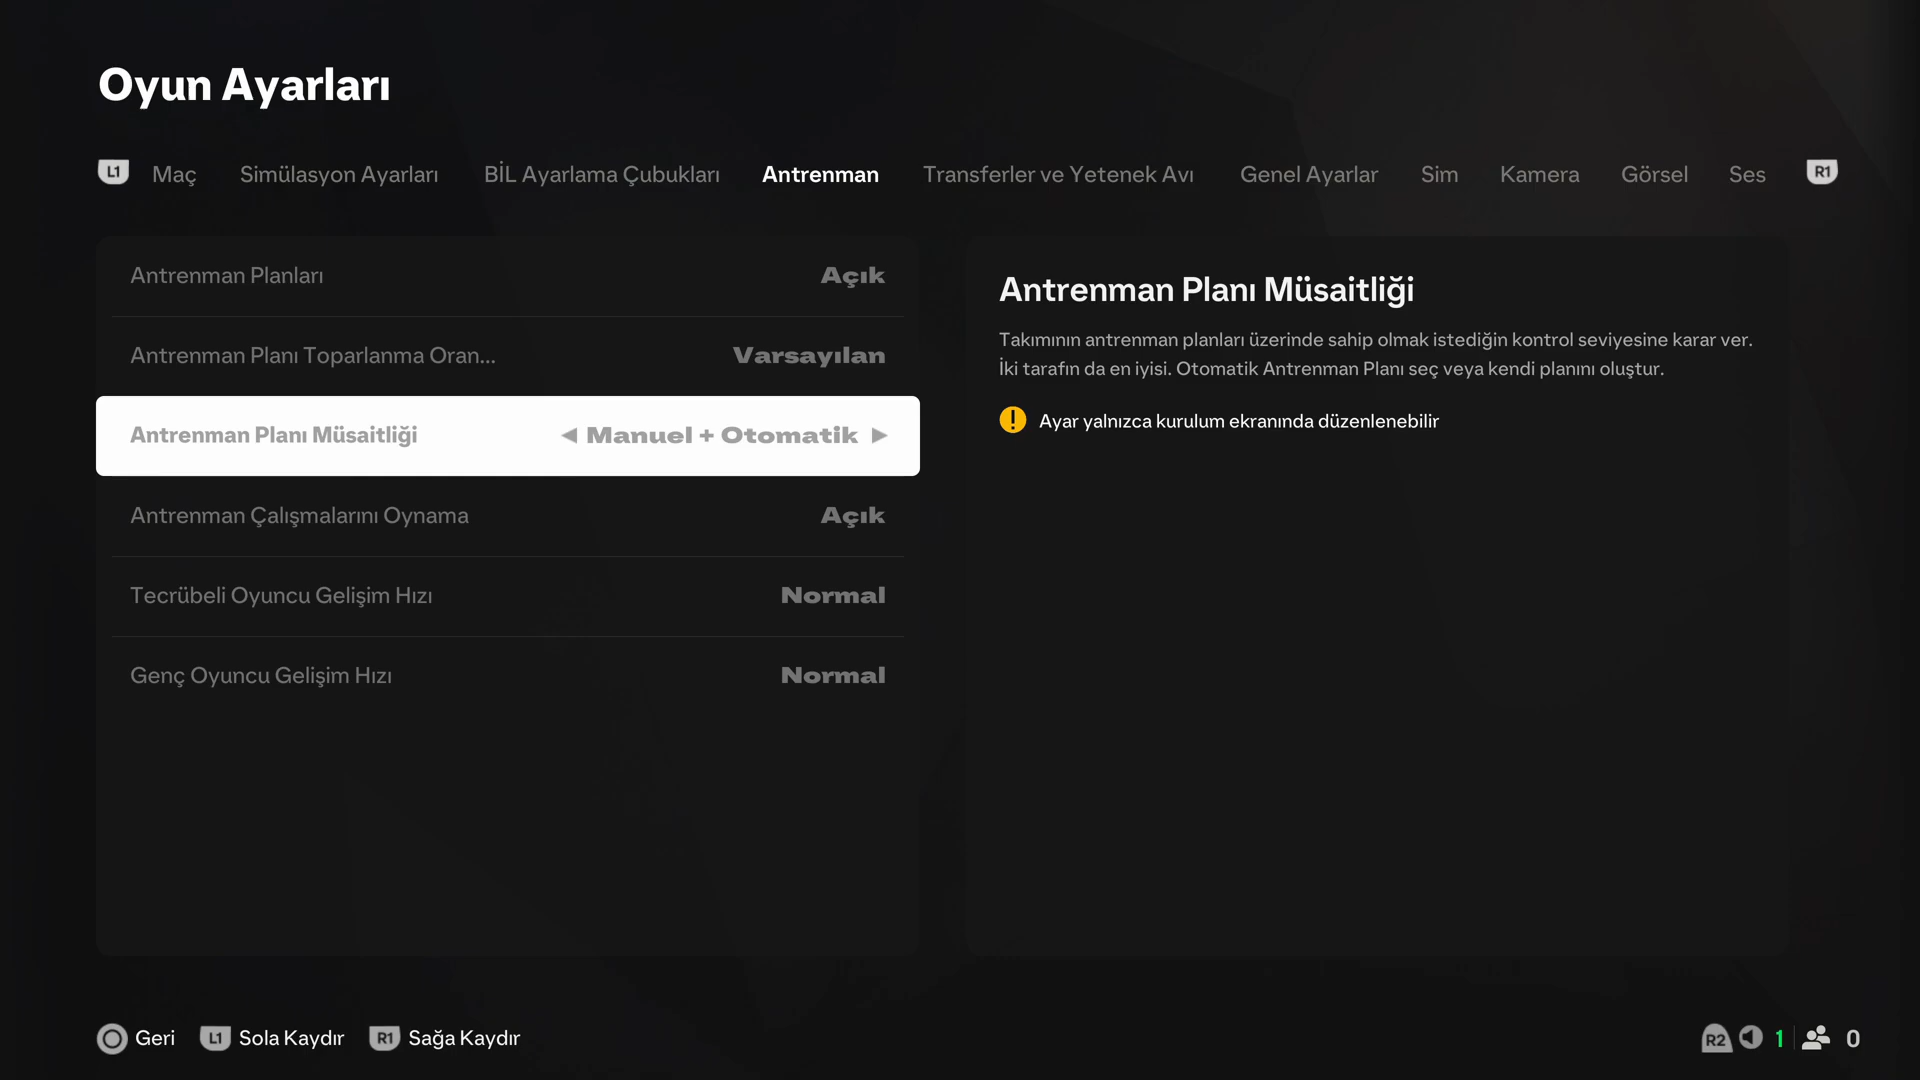 Oyun Ayarları
L1 Maç Simülasyon Ayarları BİL Ayarlama Çubukları Antrenman Transferler ve Yetenek Avı Genel Ayarlar Sim Kamera Görsel Ses R1
Antrenman Planları Açık
Antrenman Planı Toparlanma Oran... Varsayılan
Antrenman Planı Müsaitliği Manuel + Otomatik
Antrenman Çalışmalarını Oynama Açık
Tecrübeli Oyuncu Gelişim Hızı Normal
Genç Oyuncu Gelişim Hızı Normal
Antrenman Planı Müsaitliği
Takımının antrenman planları üzerinde sahip olmak istediğin kontrol seviyesine karar ver.
İki tarafın da en iyisi. Otomatik Antrenman Planı seç veya kendi planını oluştur.
Ayar yalnızca kurulum ekranında düzenlenebilir
Geri L1 Sola Kaydır R1 Sağa Kaydır
R2 1 0